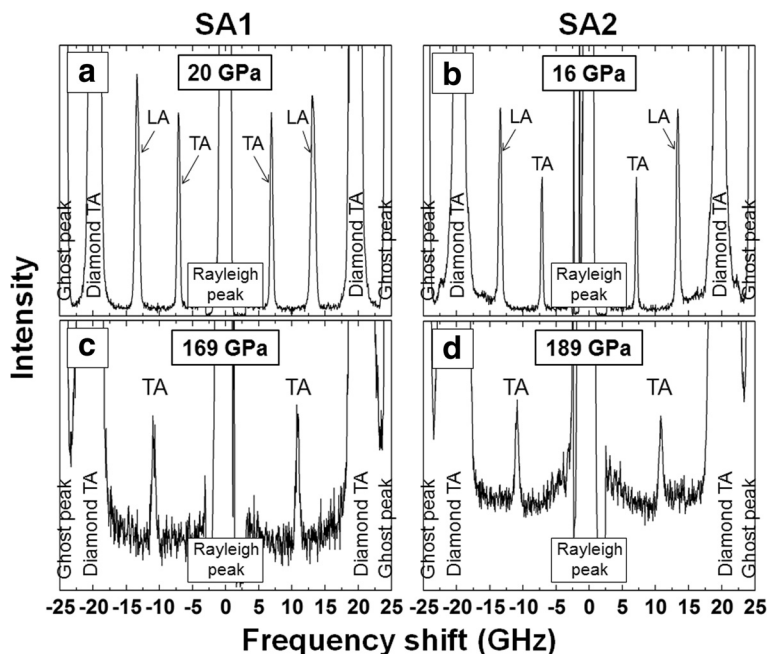 SA1
SA2
a
20 GPa
LA
TA
TA
LA
Ghost peak
Diamond TA
Rayleigh
peak
Diamond TA
Ghost peak
b
16 GPa
LA
TA
TA
LA
Ghost peak
Diamond TA
Rayleigh
peak
Diamond TA
Ghost peak
Intensity
c
169 GPa
TA
TA
Ghost peak
Diamond TA
Rayleigh
peak
Diamond TA
Ghost peak
d
189 GPa
TA
TA
Ghost peak
Diamond TA
Rayleigh
peak
Diamond TA
Ghost peak
-25 -20 -15 -10 -5 0 5 10 15 20 25
-25 -20 -15 -10 -5 0 5 10 15 20 25
Frequency shift (GHz)